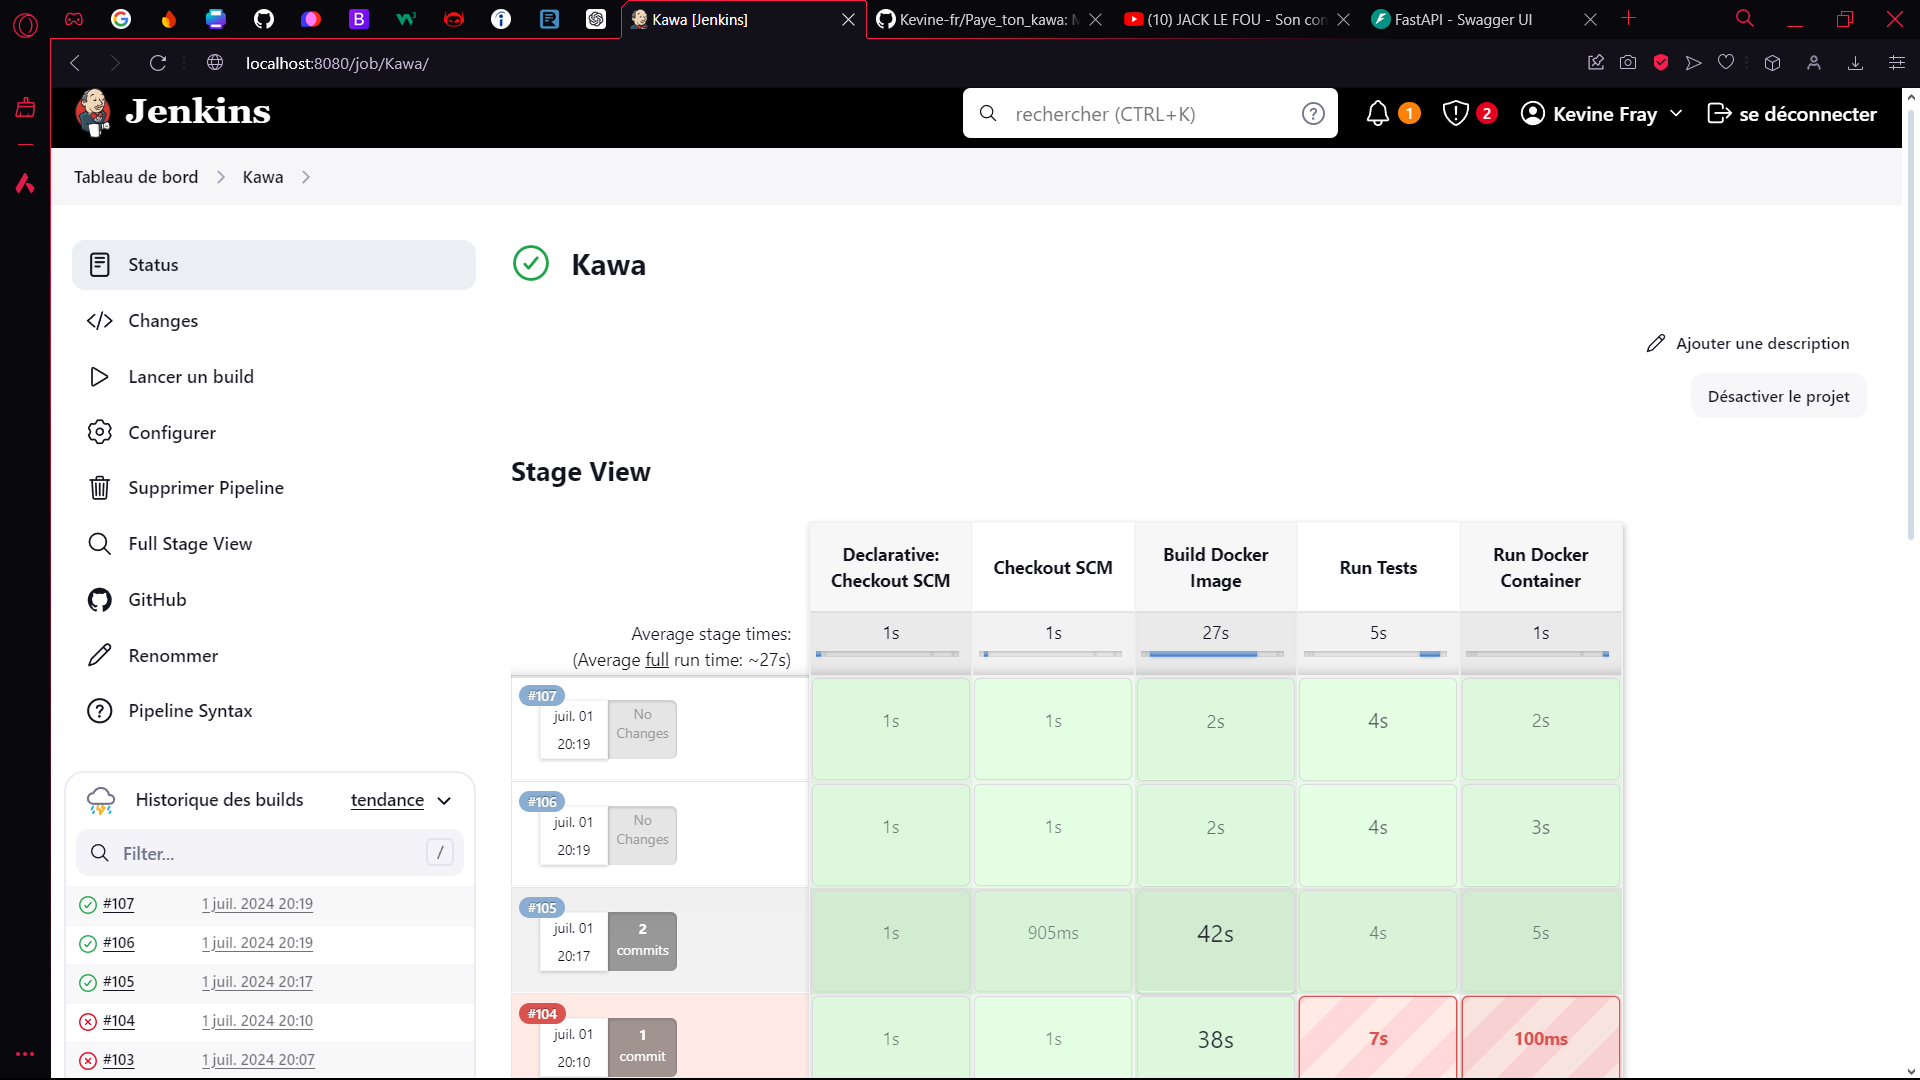 Kawa [Jenkins]
Kevine-fr/Paye_ton_kawa: M
(10) JACK LE FOU - Son con
FastAPI - Swagger UI
localhost:8080/job/Kawa/
Jenkins
rechercher (CTRL+K)
1
2
Kevine Fray
se déconnecter
Tableau de bord
Kawa
Status
Changes
Lancer un build
Configurer
Supprimer Pipeline
Full Stage View
GitHub
Renommer
Pipeline Syntax
Historique des builds
tendance
Filter...
/
#107 1 juil. 2024 20:19
#106 1 juil. 2024 20:19
#105 1 juil. 2024 20:17
#104 1 juil. 2024 20:10
#103 1 juil. 2024 20:07
Kawa
Ajouter une description
Désactiver le projet
Stage View
Declarative:
Checkout SCM
Checkout SCM
Build Docker
Image
Run Tests
Run Docker
Container
Average stage times:
(Average full run time: ~27s)
1s 1s 27s 5s 1s
#107
juil. 01
20:19
No
Changes
1s 1s 2s 4s 2s
#106
juil. 01
20:19
No
Changes
1s 1s 2s 4s 3s
#105
juil. 01
20:17
2
commits
1s 905ms 42s 4s 5s
#104
juil. 01
20:10
1
commit
1s 1s 38s 7s 100ms